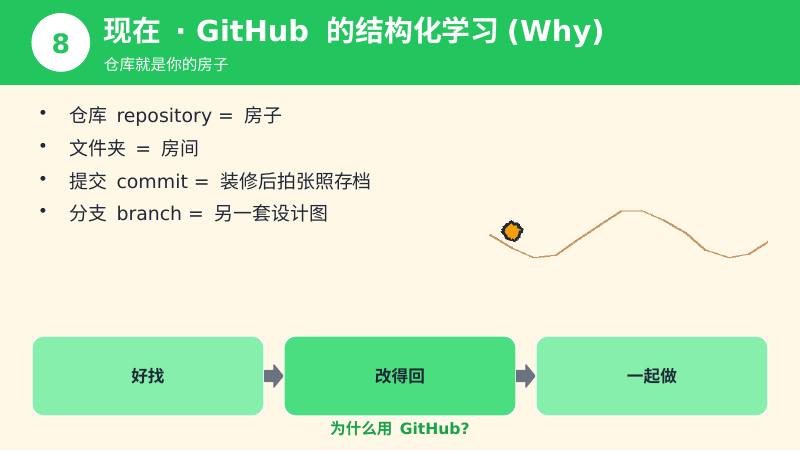 8
现在 · GitHub 的结构化学习 (Why)
仓库就是你的房子
• 仓库 repository = 房子
• 文件夹 = 房间
• 提交 commit = 装修后拍张照存档
• 分支 branch = 另一套设计图
好找
改得回
一起做
为什么用 GitHub?